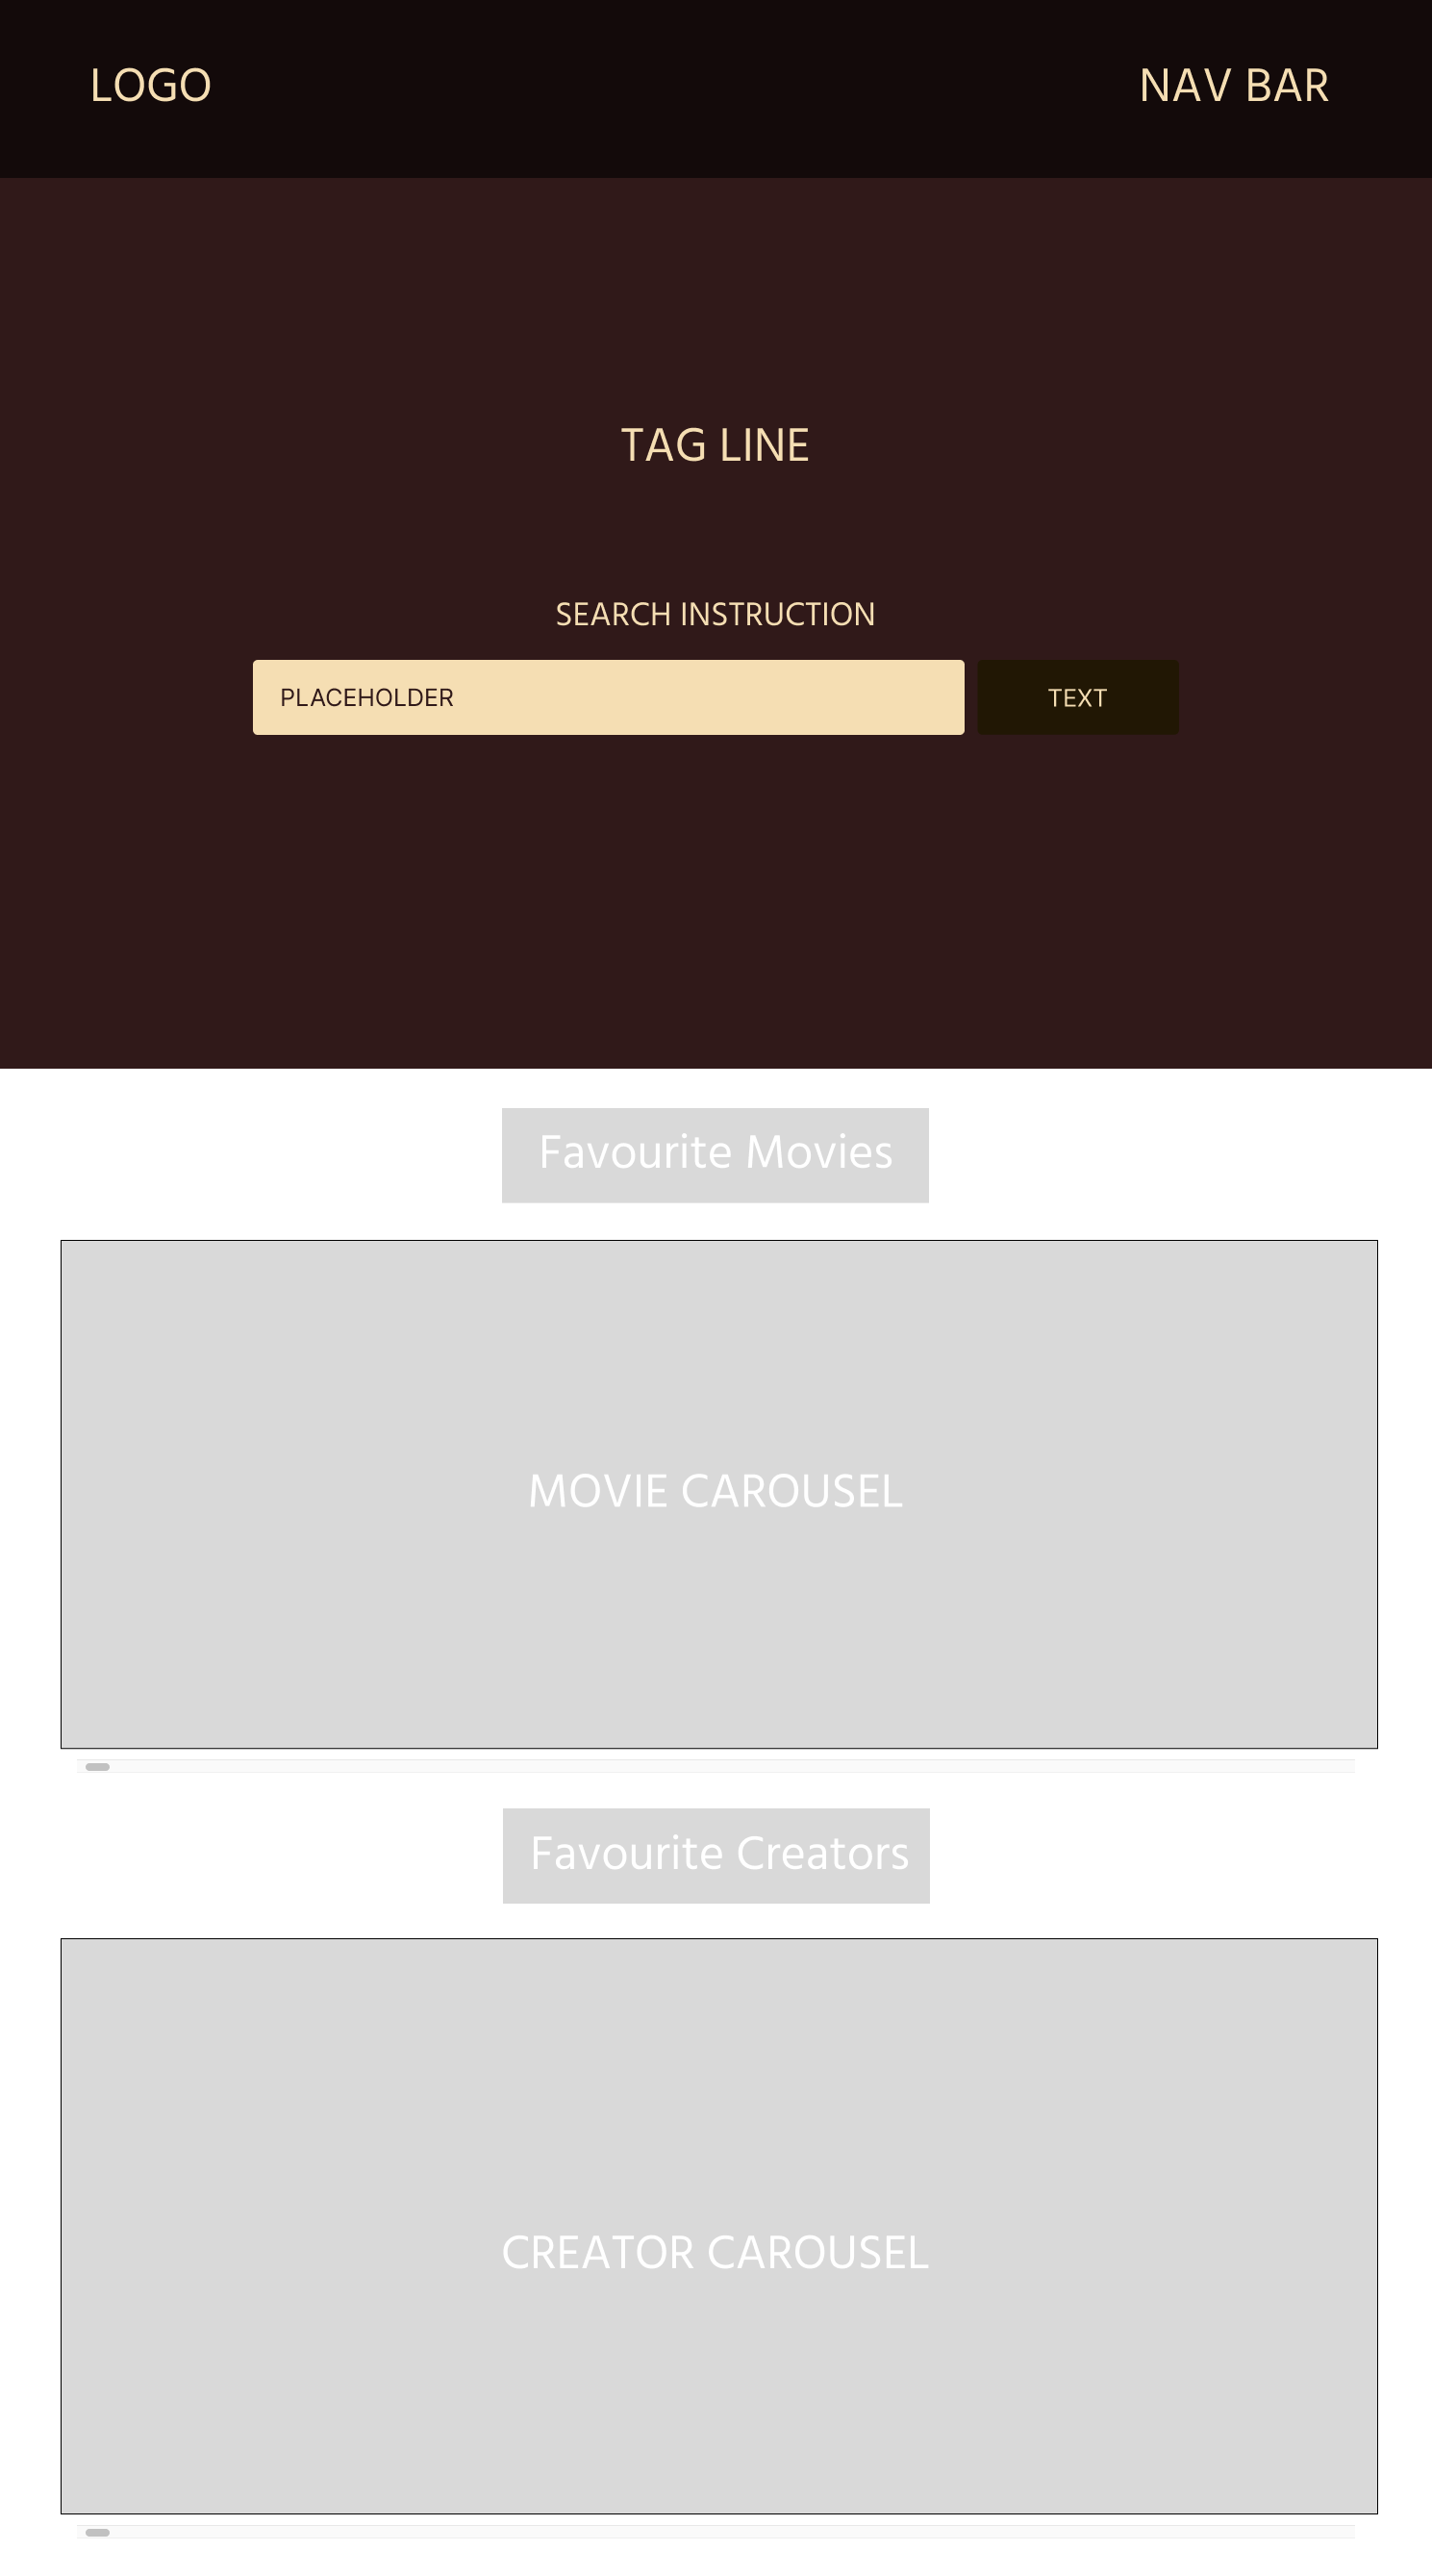 LOGO
NAV BAR
TAG LINE
SEARCH INSTRUCTION
PLACEHOLDER
TEXT
Favourite Movies
MOVIE CAROUSEL
Favourite Creators
CREATOR CAROUSEL